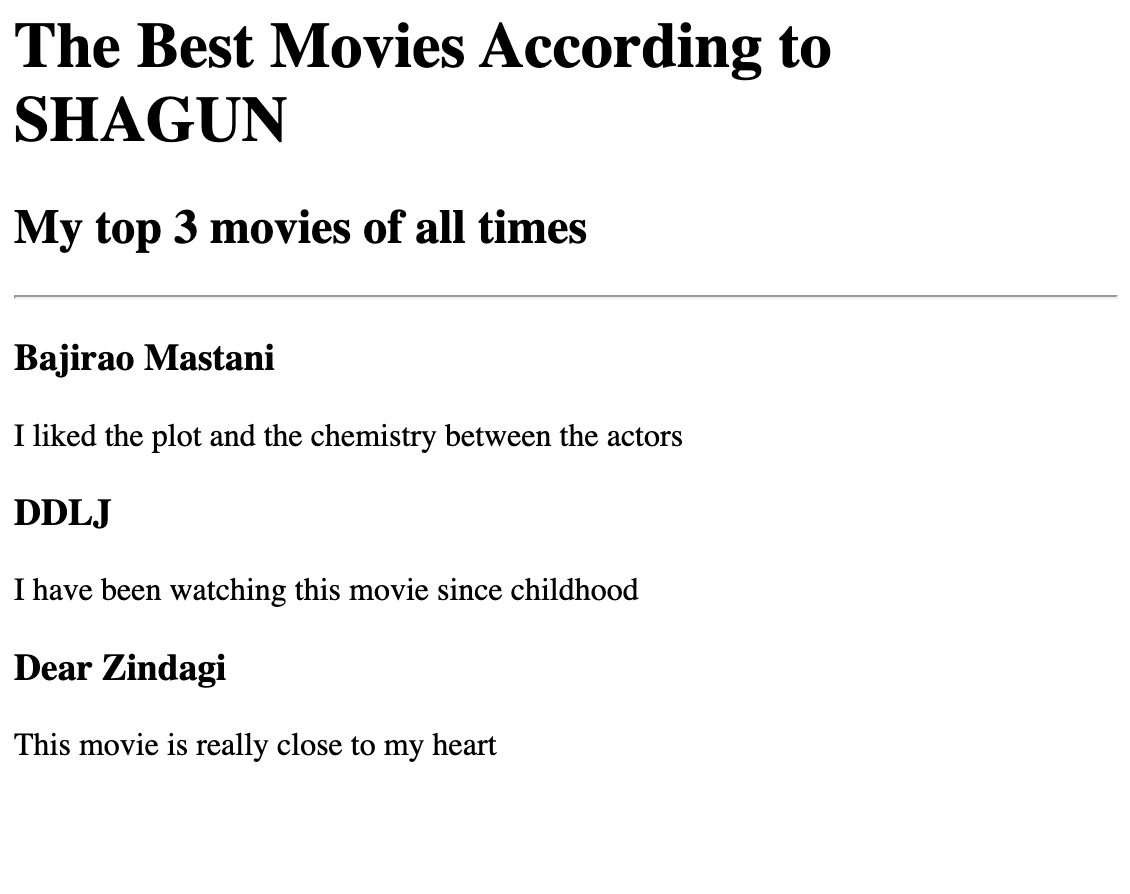 The Best Movies According to
SHAGUN
My top 3 movies of all times
Bajirao Mastani
I liked the plot and the chemistry between the actors
DDLJ
I have been watching this movie since childhood
Dear Zindagi
This movie is really close to my heart